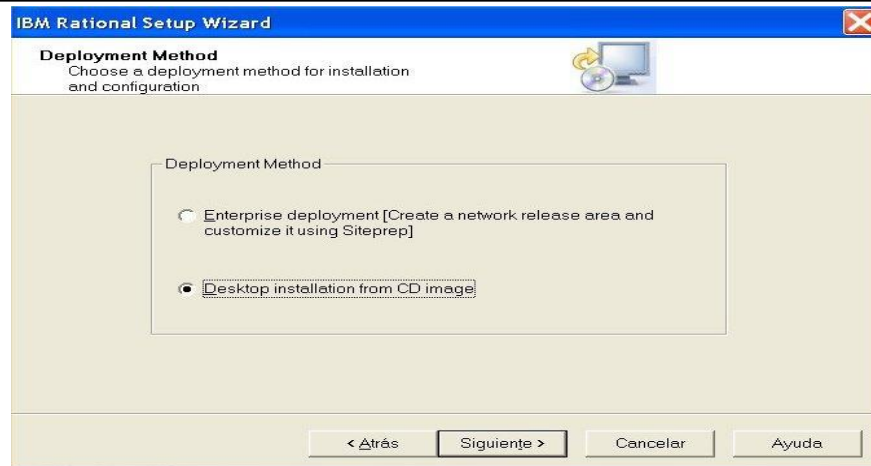 IBM Rational Setup Wizard
Deployment Method
Choose a deployment method for installation
and configuration
Deployment Method
Enterprise deployment [Create a network release area and
customize it using Siteprep]
Desktop installation from CD image
< Atrás Siguiente > Cancelar Ayuda